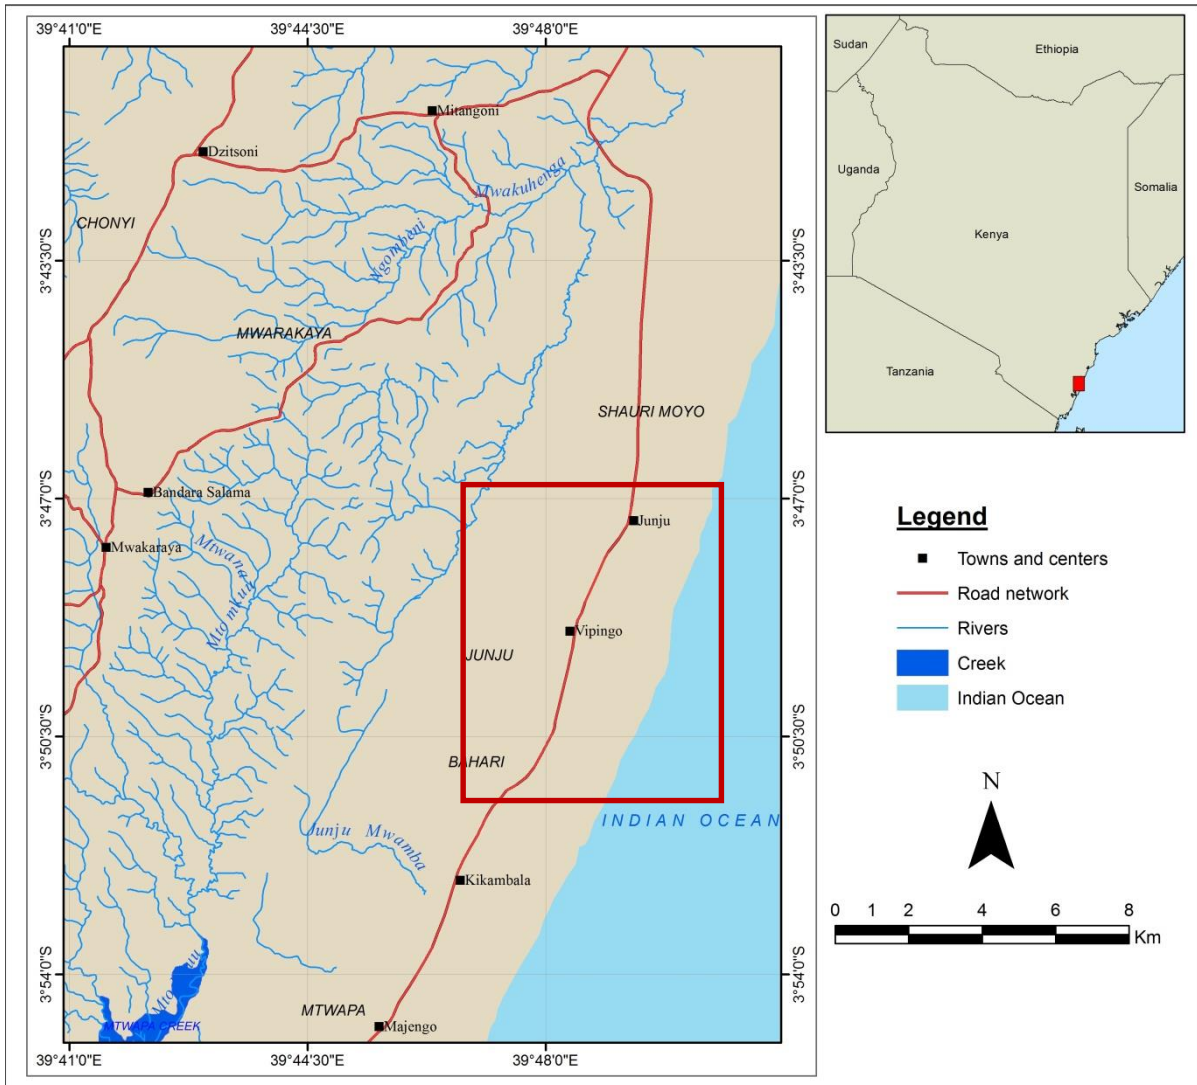 39°41'0"E
39°44'30"E
39°48'0"E
Mitangoni
Dzitsoni
Mwakuhenga
CHONYI
Ngombeni
3°43'30"S
3°43'30"S
MWARAKAYA
SHAURI MOYO
Bandara Salama
3°47'0"S
3°47'0"S
Junju
Mwakaraya
Mtwana
Mto mkuu
Vipingo
JUNJU
3°50'30"S
3°50'30"S
BAHARI
INDIAN OCEAN
Junju Mwamba
Kikambala
3°54'0"S
3°54'0"S
MTWAPA
MTWAPA CREEK
Majengo
39°41'0"E
39°44'30"E
39°48'0"E
Sudan
Ethiopia
Uganda
Somalia
Kenya
Tanzania
Legend
Towns and centers
Road network
Rivers
Creek
Indian Ocean
N
0 1 2 4 6 8
Km